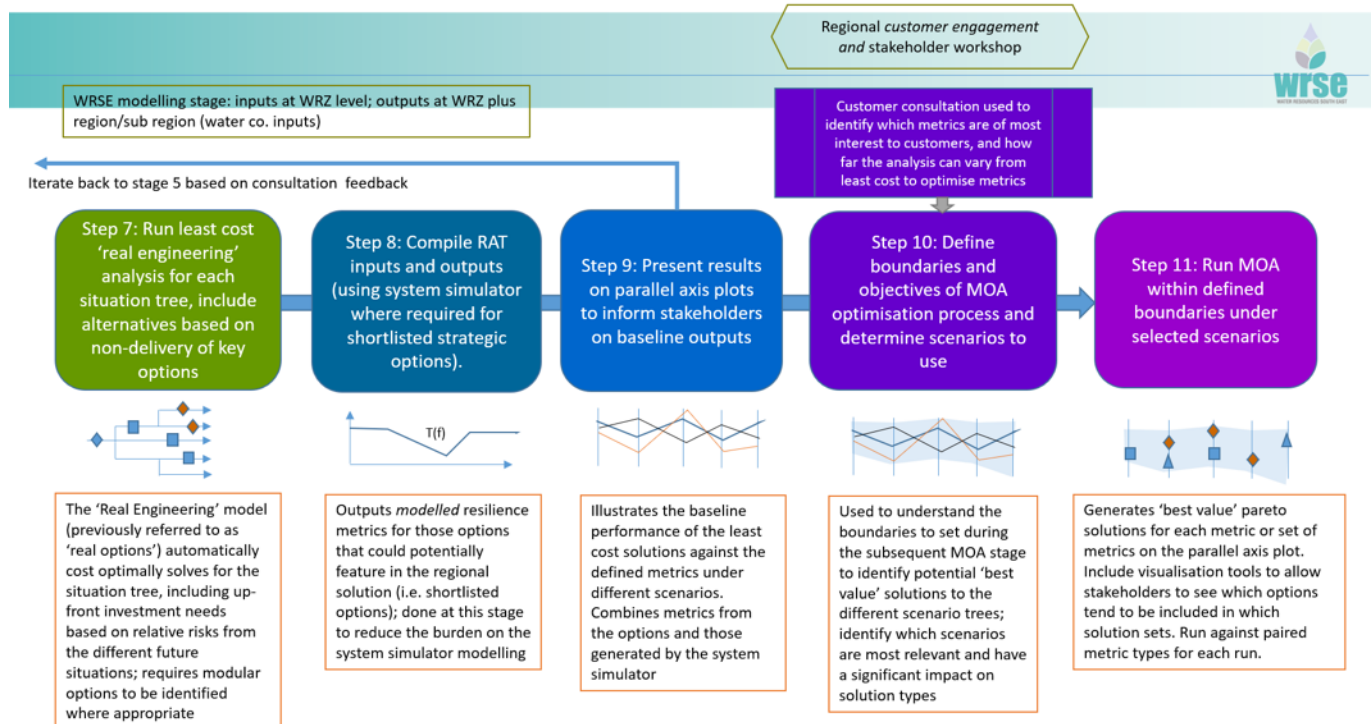 Regional customer engagement
and stakeholder workshop
wrse
WATER RESOURCES SOUTH EAST
WRSE modelling stage: inputs at WRZ level; outputs at WRZ plus
region/sub region (water co. inputs)
Customer consultation used to
identify which metrics are of most
interest to customers, and how
far the analysis can vary from
least cost to optimise metrics
Iterate back to stage 5 based on consultation feedback
Step 7: Run least cost
‘real engineering’
analysis for each
situation tree, include
alternatives based on
non-delivery of key
options
Step 8: Compile RAT
inputs and outputs
(using system simulator
where required for
shortlisted strategic
options).
Step 9: Present results
on parallel axis plots
to inform stakeholders
on baseline outputs
Step 10: Define
boundaries and
objectives of MOA
optimisation process and
determine scenarios to
use
Step 11: Run MOA
within defined
boundaries under
selected scenarios
T(f)
The ‘Real Engineering’ model
(previously referred to as
‘real options’) automatically
cost optimally solves for the
situation tree, including up-
front investment needs
based on relative risks from
the different future
situations; requires modular
options to be identified
where appropriate
Outputs modelled resilience
metrics for those options
that could potentially
feature in the regional
solution (i.e. shortlisted
options); done at this stage
to reduce the burden on the
system simulator modelling
Illustrates the baseline
performance of the least
cost solutions against the
defined metrics under
different scenarios.
Combines metrics from
the options and those
generated by the system
simulator
Used to understand the
boundaries to set during
the subsequent MOA stage
to identify potential ‘best
value’ solutions to the
different scenario trees;
identify which scenarios
are most relevant and have
a significant impact on
solution types
Generates ‘best value’ pareto
solutions for each metric or set of
metrics on the parallel axis plot.
Include visualisation tools to allow
stakeholders to see which options
tend to be included in which
solution sets. Run against paired
metric types for each run.